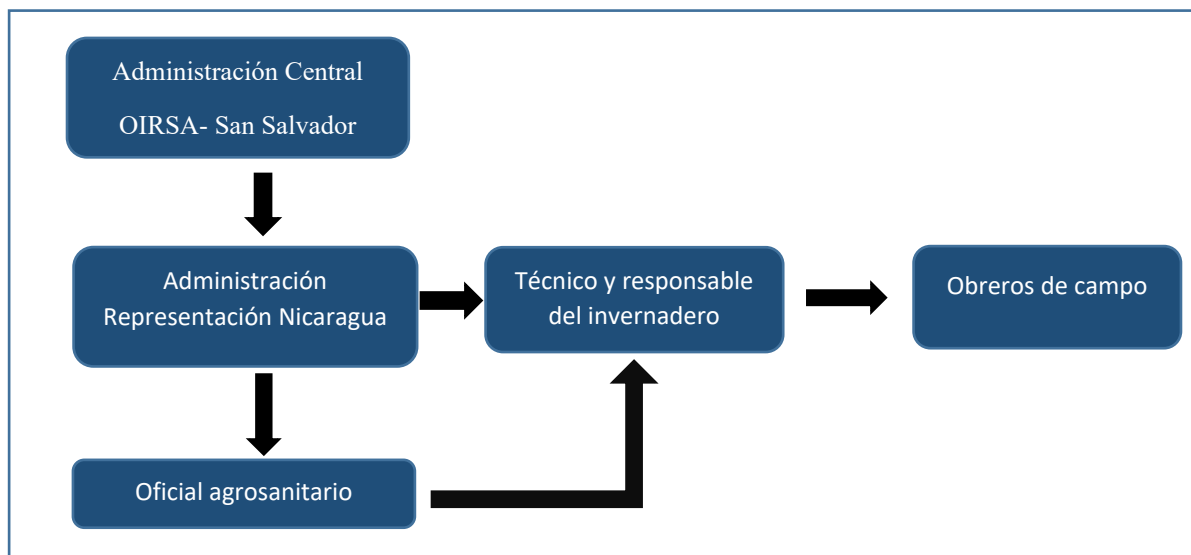 Administración Central
OIRSA- San Salvador
Administración
Representación Nicaragua
Técnico y responsable
del invernadero
Obreros de campo
Oficial agrosanitario